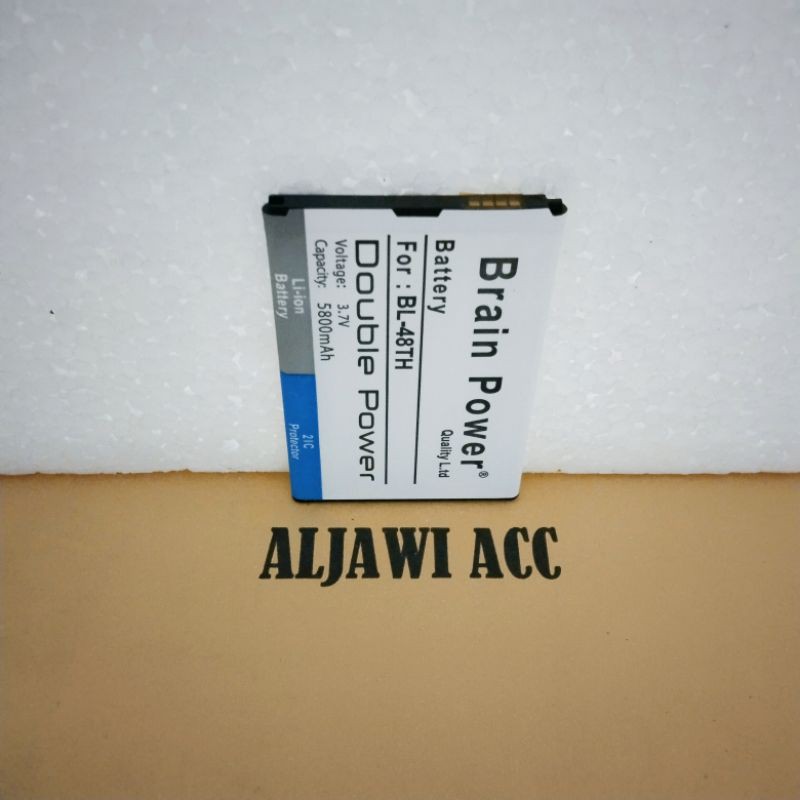 Brain Power®
Quality L.td
Battery
For : BL-48TH
Double Power
Voltage: 3.7V
Capacity: 5800mAh
Li-ion
Battery
2IC
Protector
ALJAWI ACC